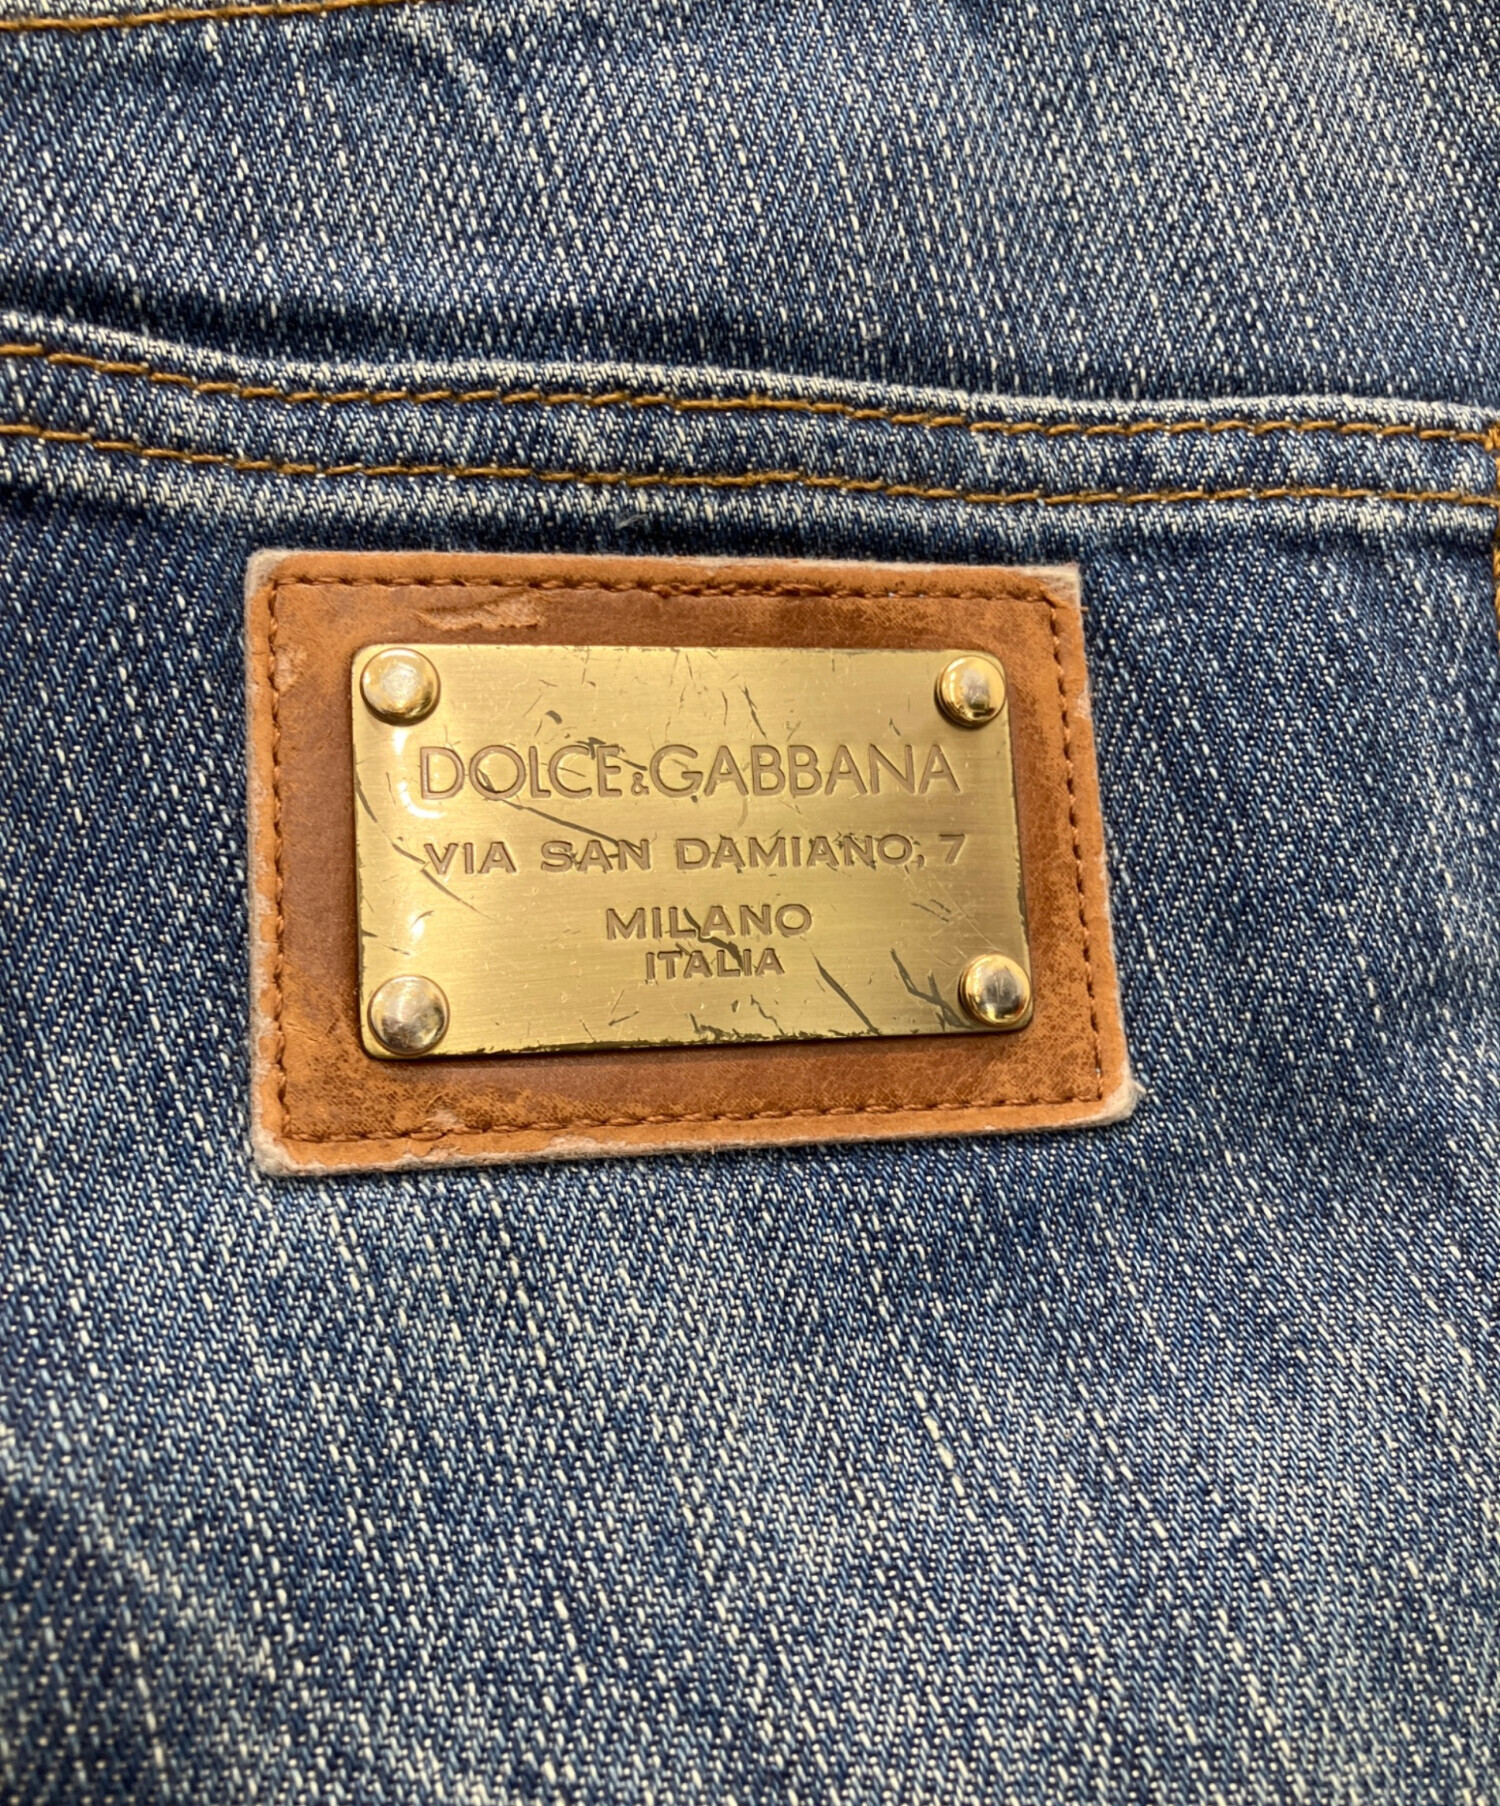 DOLCE&GABBANA
VIA SAN DAMIANO, 7
MILANO
ITALIA